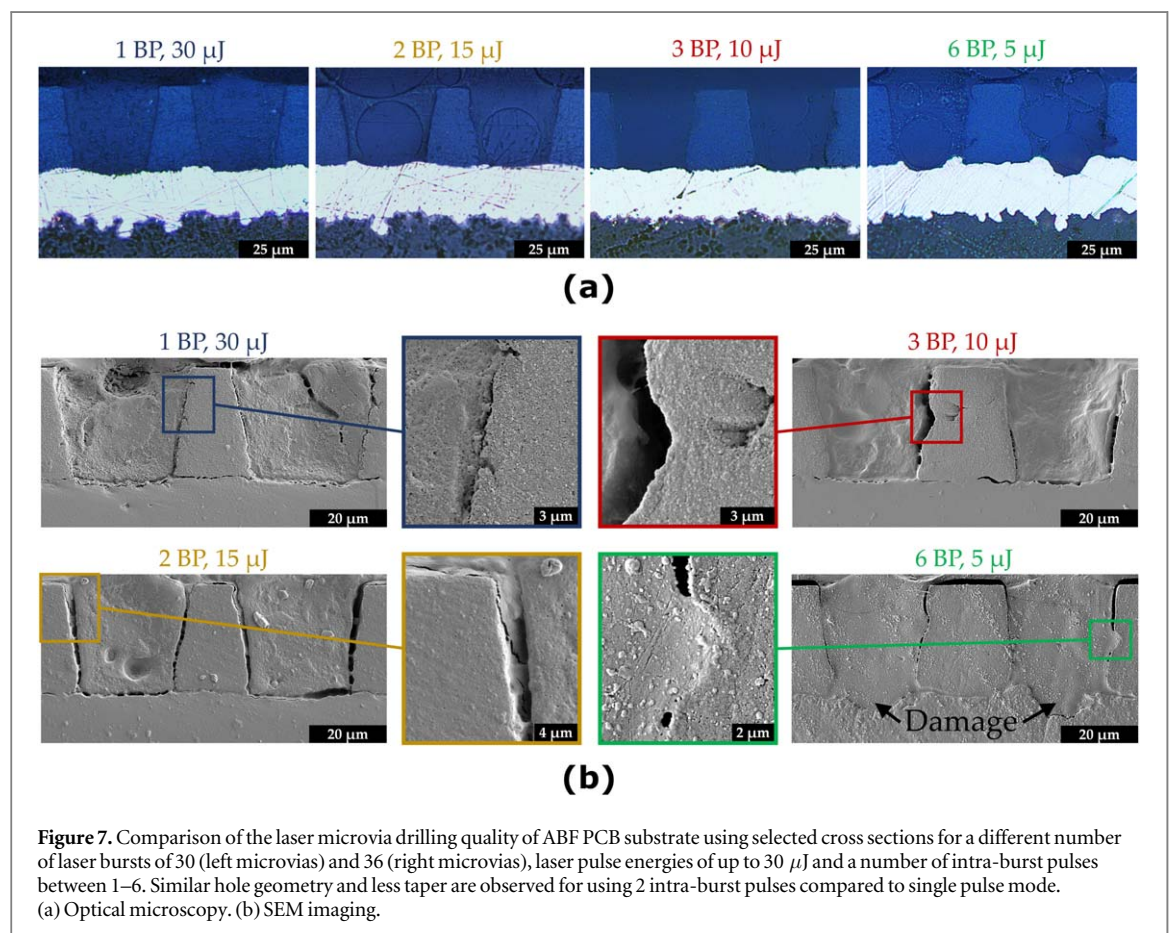 1 BP, 30 μJ 2 BP, 15 μJ 3 BP, 10 μJ 6 BP, 5 μJ
25 μm 25 μm 25 μm 25 μm
(a)
1 BP, 30 μJ 3 BP, 10 μJ
20 μm 3 μm 3 μm 20 μm
2 BP, 15 μJ 6 BP, 5 μJ
Damage
20 μm 4 μm 2 μm 20 μm
(b)
Figure 7. Comparison of the laser microvia drilling quality of ABF PCB substrate using selected cross sections for a different number
of laser bursts of 30 (left microvias) and 36 (right microvias), laser pulse energies of up to 30 μJ and a number of intra-burst pulses
between 1–6. Similar hole geometry and less taper are observed for using 2 intra-burst pulses compared to single pulse mode.
(a) Optical microscopy. (b) SEM imaging.